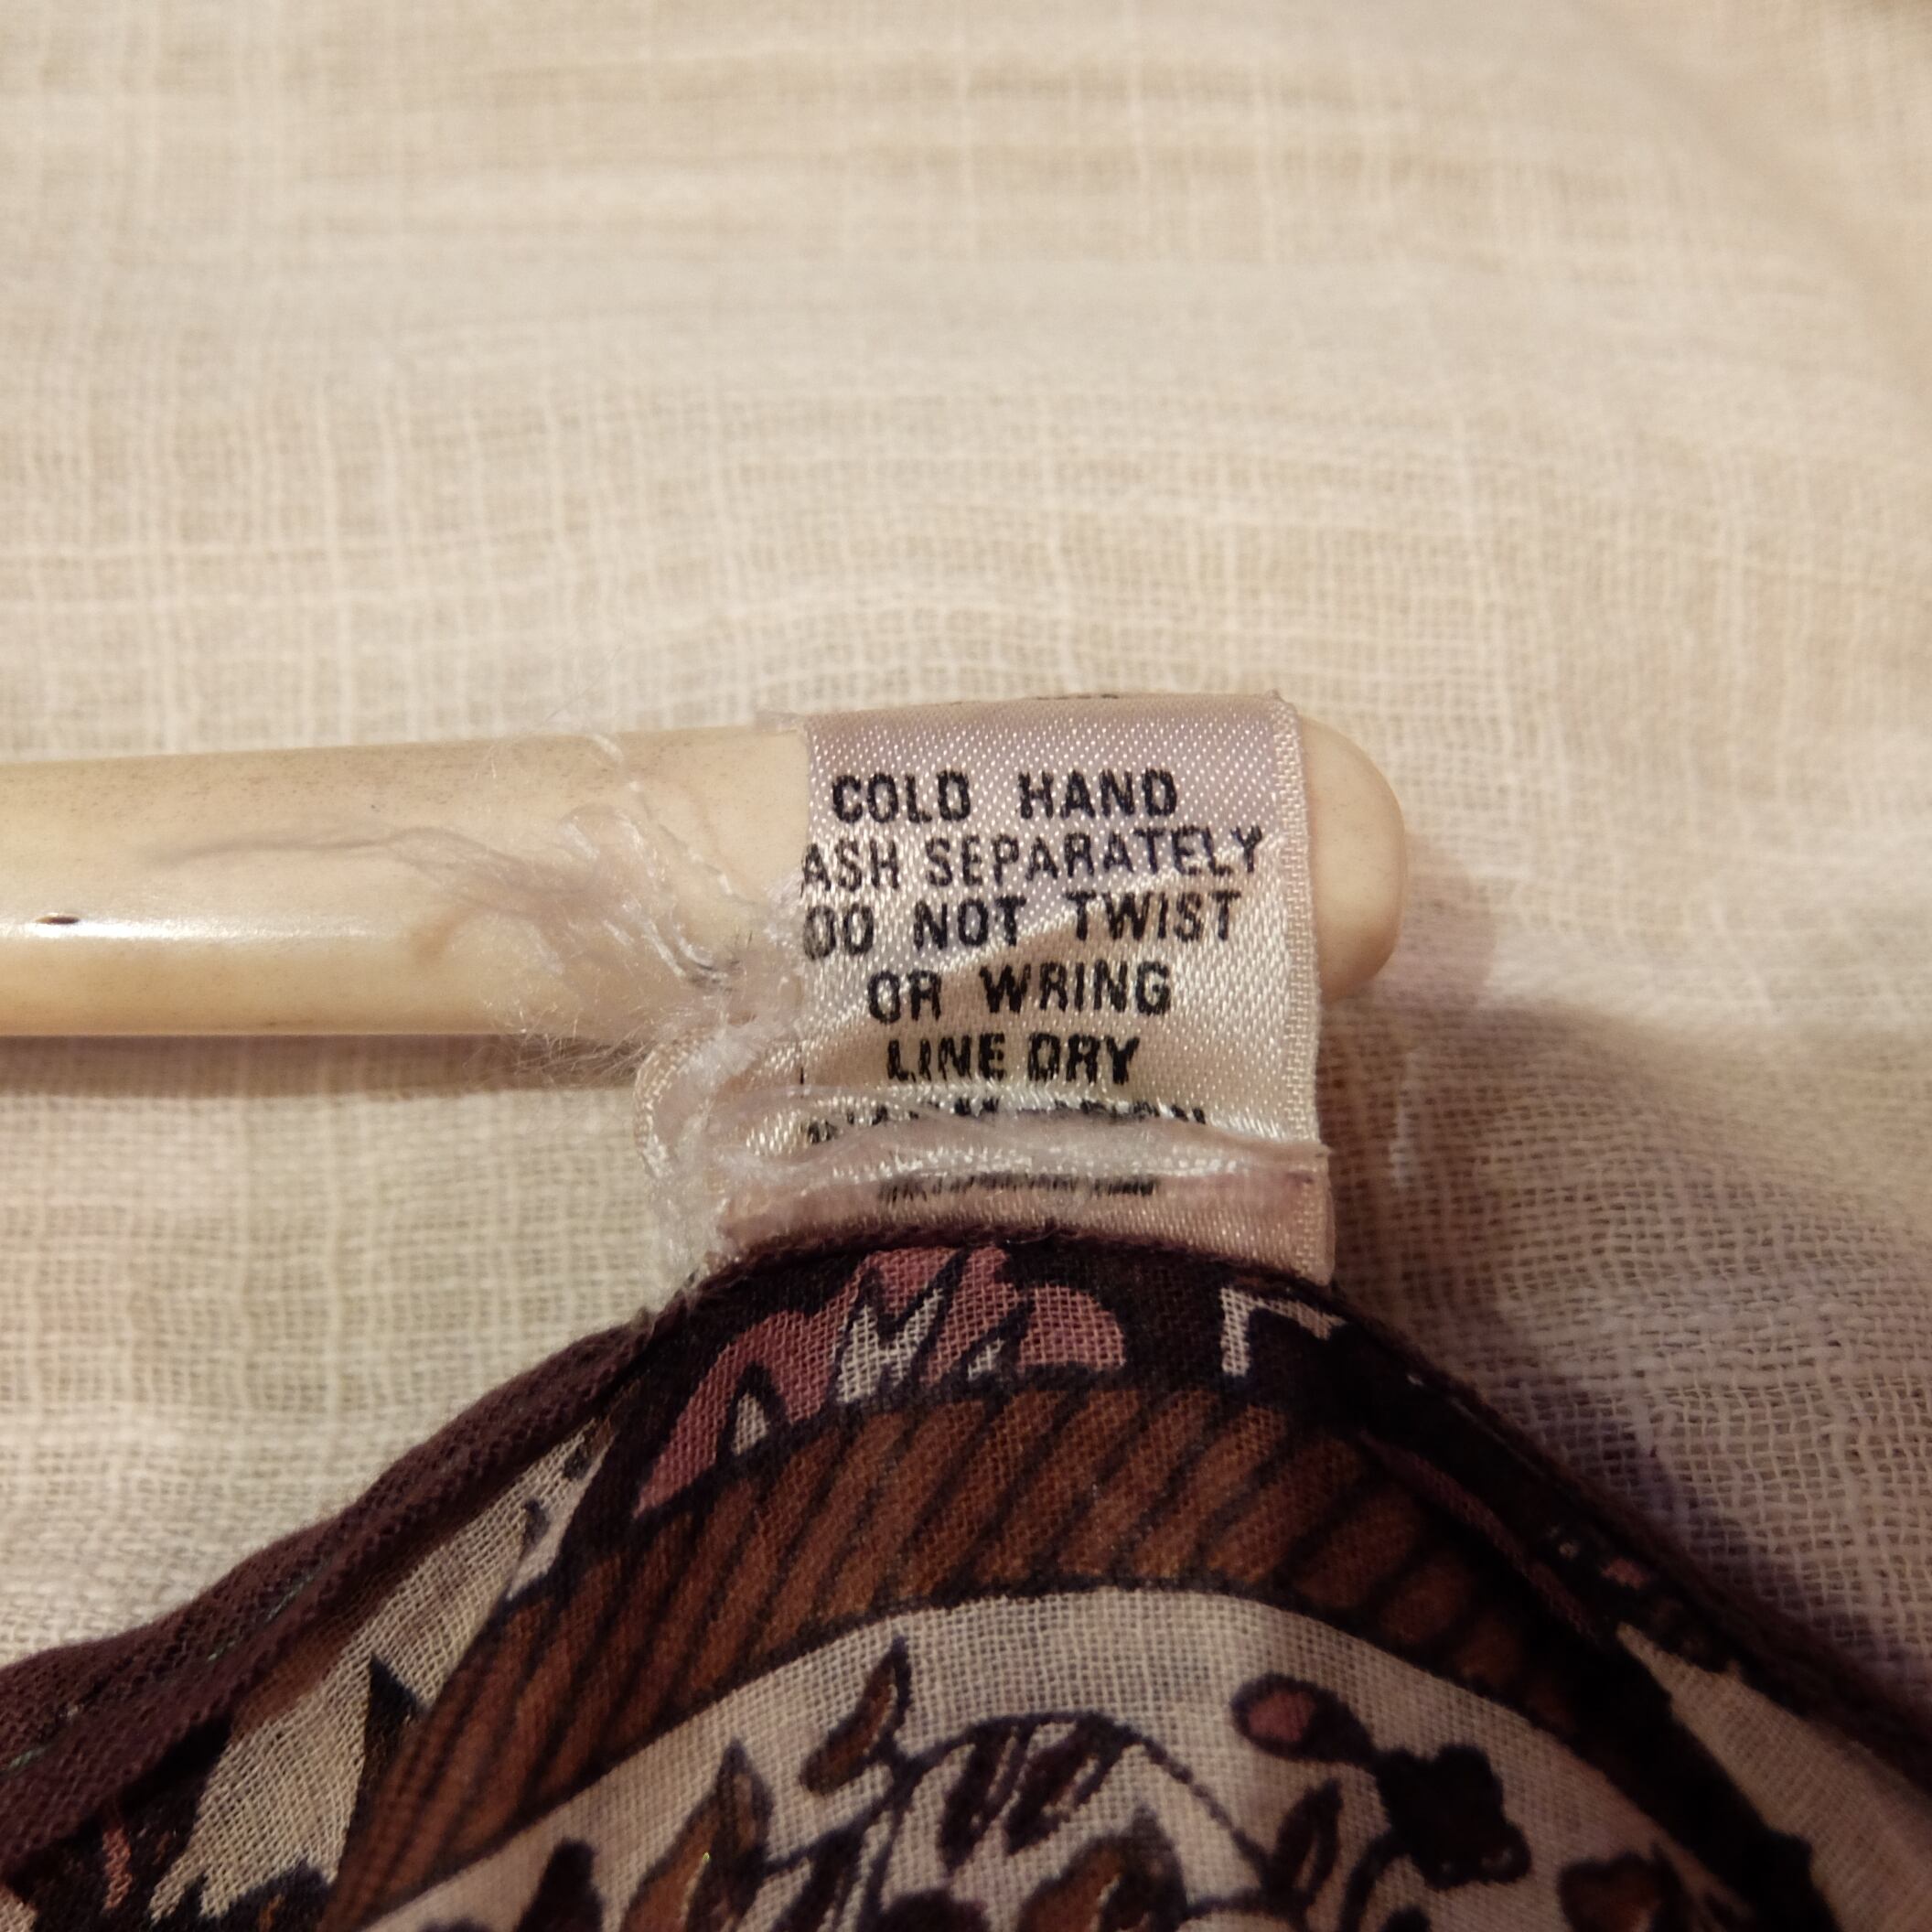 COLD HAND
ASH SEPARATELY
DO NOT TWIST
OR WRING
LINE DRY